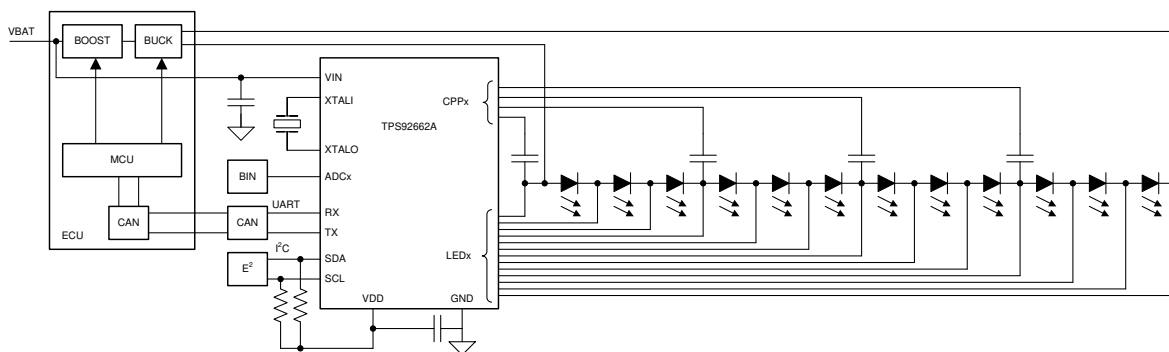 VBAT
BOOST
BUCK
MCU
CAN
ECU
CAN
UART
BIN
E²
I²C
VIN
XTALI
XTALO
ADCx
RX
TX
SDA
SCL
VDD
GND
TPS92662A
CPPx
LEDx